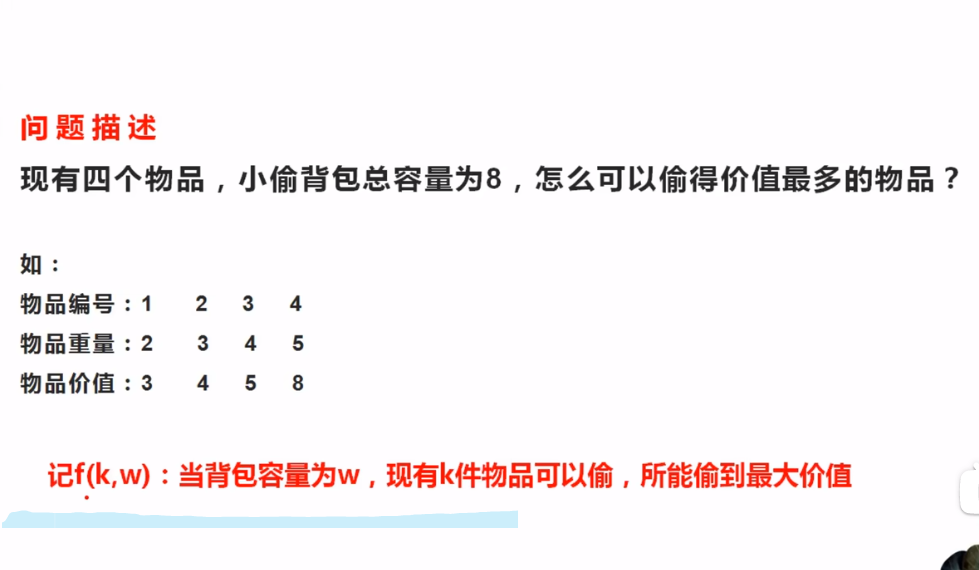 问题描述
现有四个物品，小偷背包总容量为8，怎么可以偷得价值最多的物品？
如：
物品编号：1 2 3 4
物品重量：2 3 4 5
物品价值：3 4 5 8
记f(k,w)：当背包容量为w，现有k件物品可以偷，所能偷到最大价值